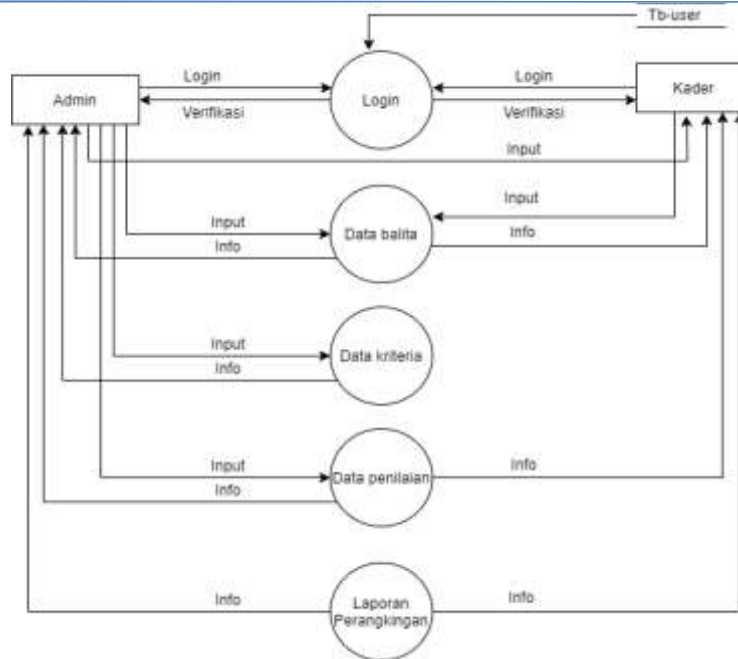 Tb-user
Login
Login
Admin
Login
Kader
Verifikasi
Verifikasi
Input
Input
Input
Data balita
Info
Info
Input
Data kriteria
Info
Input
Info
Data penilaian
Info
Info
Laporan
Perangkingan
Info